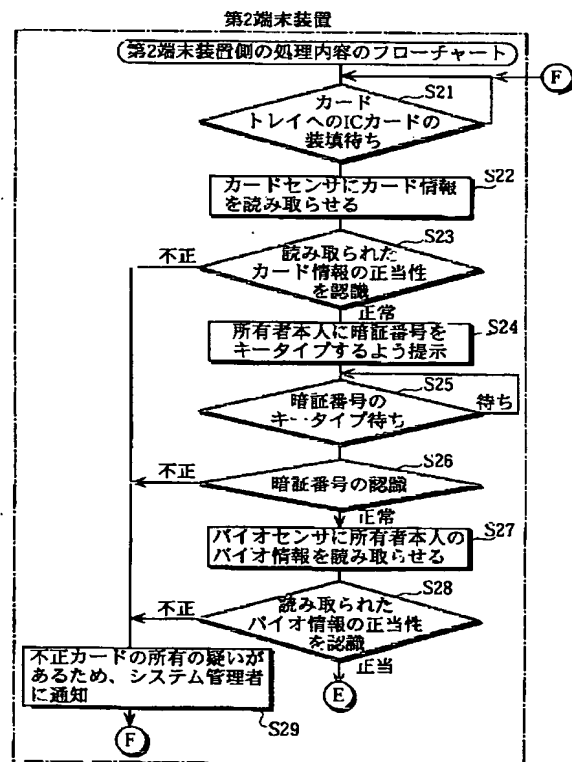 第2端末装置
第2端末装置側の処理内容のフローチャート
F
S21
カード
トレイへのICカードの
装填待ち
S22
カードセンサにカード情報
を読み取らせる
S23
不正
読み取られた
カード情報の正当性
を認識
正常
S24
所有者本人に暗証番号を
キータイプするよう提示
S25
暗証番号の
キータイプ待ち
待ち
S26
不正
暗証番号の認識
正常
S27
バイオセンサに所有者本人の
バイオ情報を読み取らせる
S28
不正
読み取られた
バイオ情報の正当性
を認識
正当
不正カードの所有の疑いが
あるため、システム管理者
に通知
E
S29
F